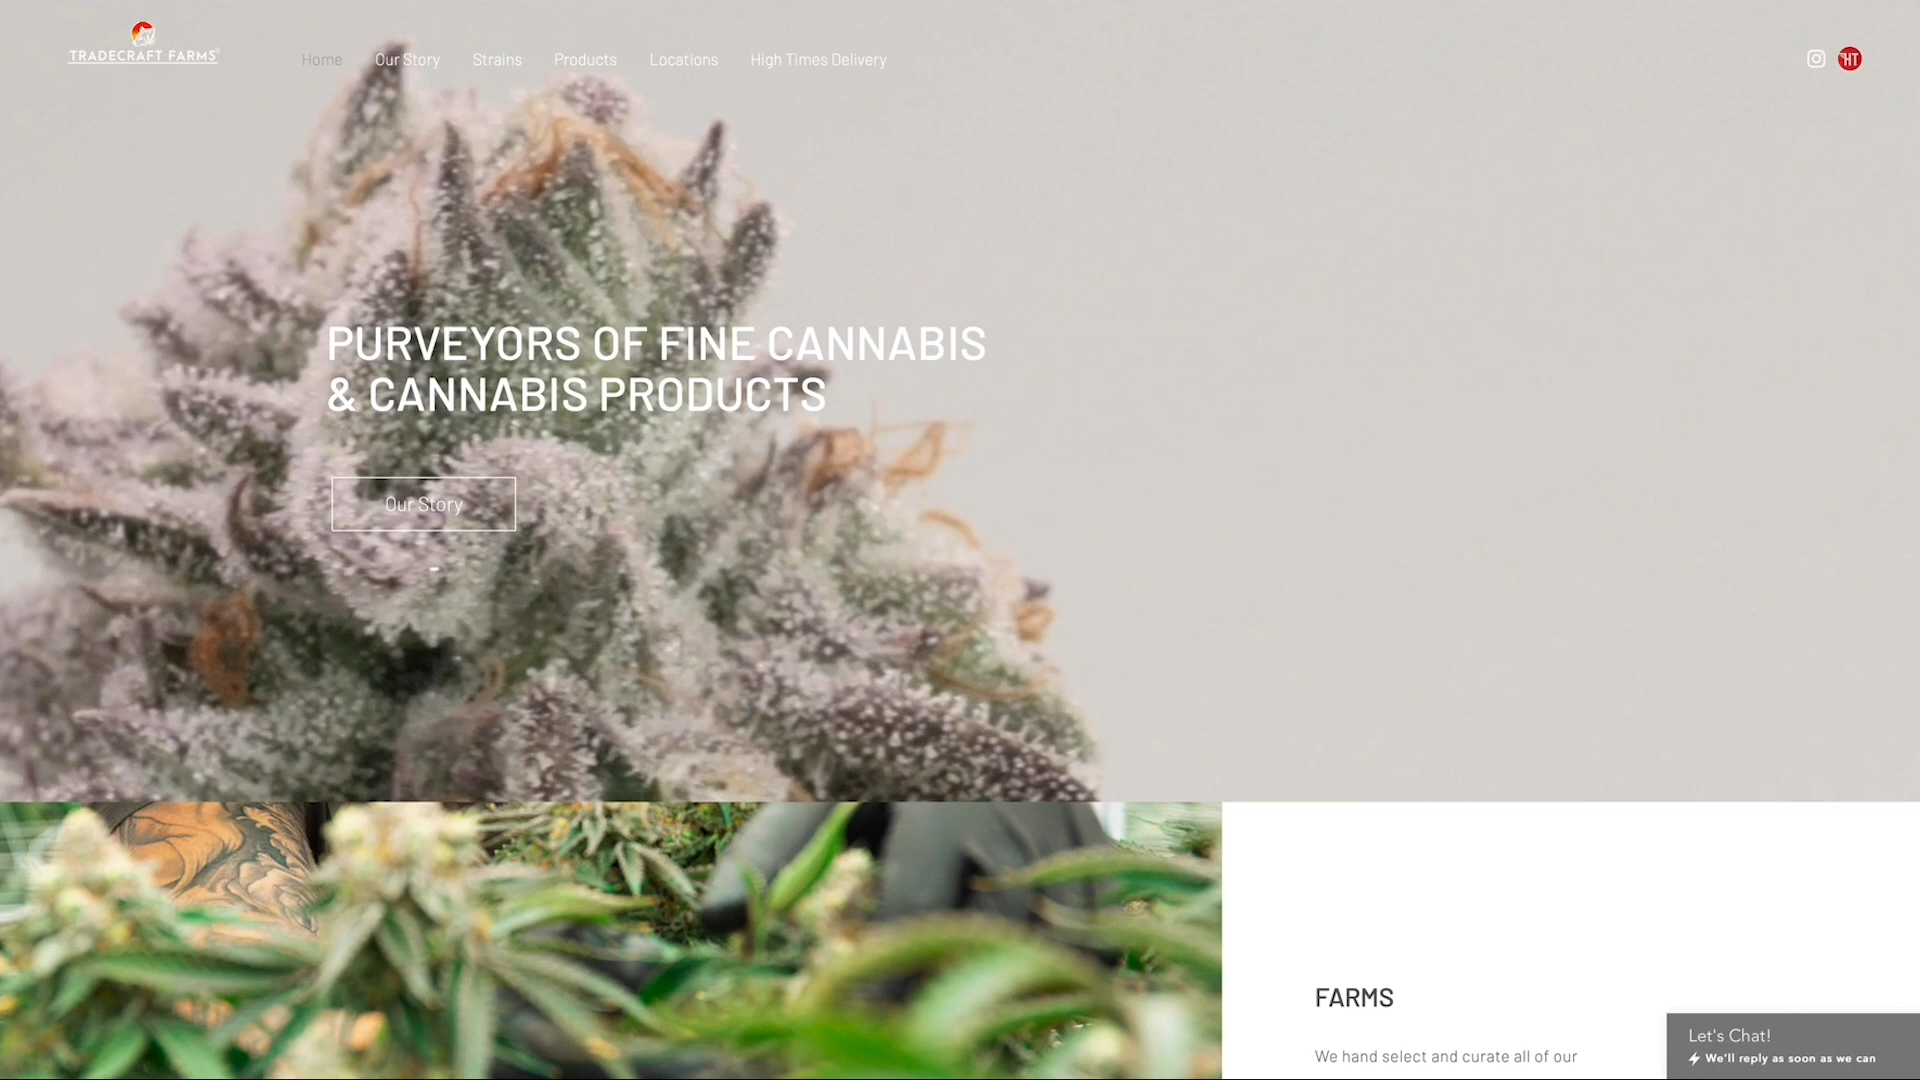 TRADECRAFT FARMS
Home
Our Story
Strains
Products
Locations
High Times Delivery
HT
PURVEYORS OF FINE CANNABIS
& CANNABIS PRODUCTS
Our Story
FARMS
We hand select and curate all of our
Let's Chat!
We'll reply as soon as we can